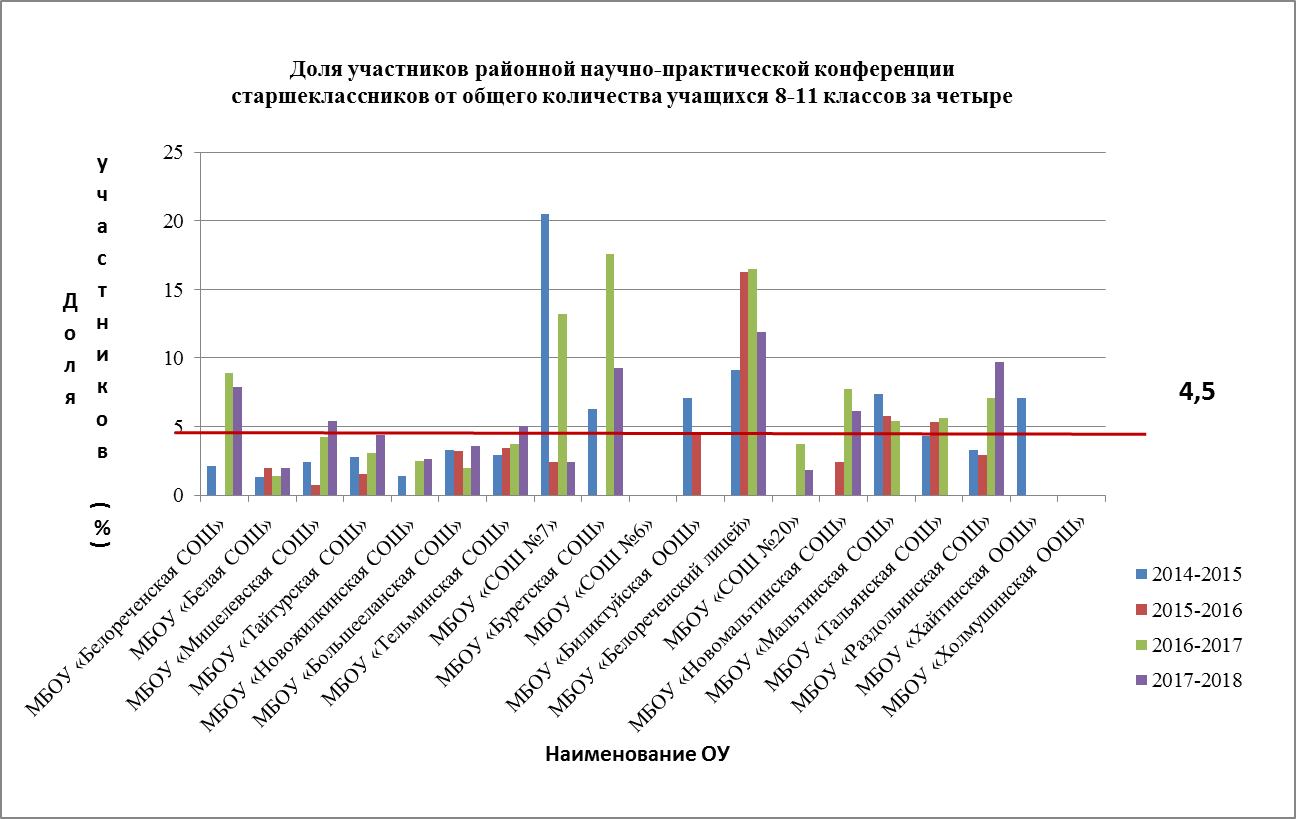 Доля участников районной научно-практической конференции
старшеклассников от общего количества учащихся 8-11 классов за четыре
Доля
участников (%)
25
20
15
10
5
0
4,5
МБОУ «Белореченская СОШ»
МБОУ «Белая СОШ»
МБОУ «Мишелевская СОШ»
МБОУ «Тайтурская СОШ»
МБОУ «Новожилкинская СОШ»
МБОУ «Большееланская СОШ»
МБОУ «Тельминская СОШ»
МБОУ «СОШ №7»
МБОУ «Буретская СОШ»
МБОУ «СОШ №6»
МБОУ «Биликтуйская ООШ»
МБОУ «Белореченский лицей»
МБОУ «СОШ №20»
МБОУ «Новомальтинская СОШ»
МБОУ «Мальтинская СОШ»
МБОУ «Тальянская СОШ»
МБОУ «Раздольинская СОШ»
МБОУ «Хайтинская ООШ»
МБОУ «Холмушинская ООШ»
Наименование ОУ
2014-2015
2015-2016
2016-2017
2017-2018